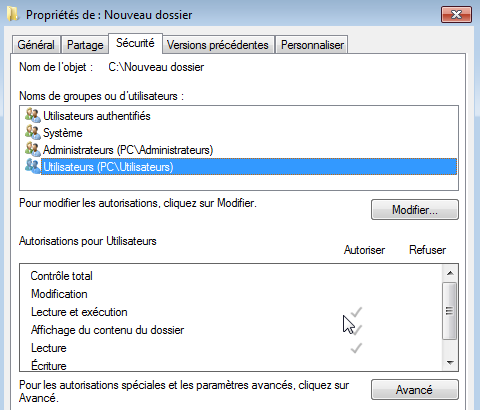 Propriétés de : Nouveau dossier
Général Partage Sécurité Versions précédentes Personnaliser
Nom de l'objet : C:\Nouveau dossier
Noms de groupes ou d'utilisateurs :
Utilisateurs authentifiés
Système
Administrateurs (PC\Administrateurs)
Utilisateurs (PC\Utilisateurs)
Pour modifier les autorisations, cliquez sur Modifier.
Modifier...
Autorisations pour Utilisateurs
Autoriser Refuser
Contrôle total
Modification
Lecture et exécution
Affichage du contenu du dossier
Lecture
Écriture
Pour les autorisations spéciales et les paramètres avancés, cliquez sur
Avancé.
Avancé